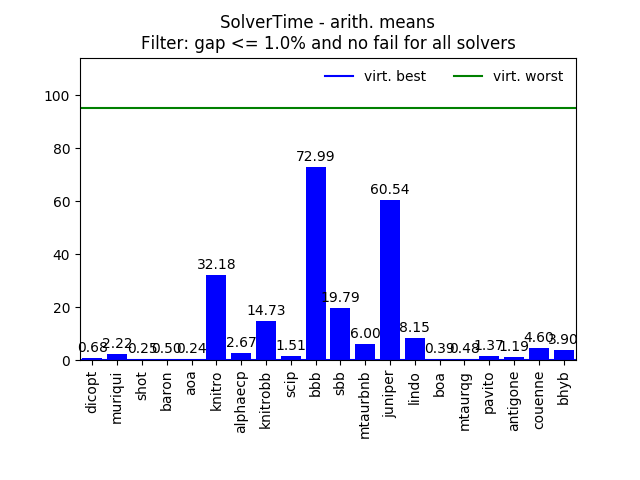 SolverTime - arith. means
Filter: gap <= 1.0% and no fail for all solvers
virt. best virt. worst
100
80
60
40
20
0
0.68
2.22
0.25
0.50
0.24
32.18
2.67
14.73
1.51
72.99
19.79
6.00
60.54
8.15
0.39
0.48
1.37
1.19
4.60
3.90
dicopt
muriqui
shot
baron
aoa
knitro
alphaecp
knitrobb
scip
bbb
sbb
mtaurbnb
juniper
lindo
boa
mtaurqg
pavito
antigone
couenne
bhyb